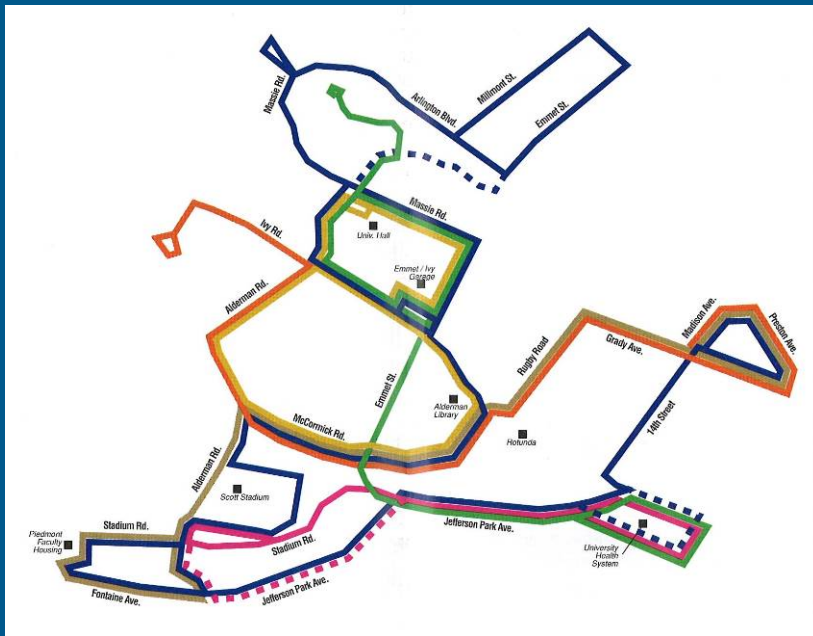 Massie Rd.
Arlington Blvd.
Millmont St.
Emmet St.
Massie Rd.
Ivy Rd.
Univ. Hall
Emmet / Ivy
Garage
Alderman Rd.
Emmet St.
Rugby Road
Grady Ave.
Madison Ave.
Preston Ave.
Alderman
Library
Rotunda
14th Street
McCormick Rd.
Alderman Rd.
Scott Stadium
Stadium Rd.
Piedmont
Faculty
Housing
Fontaine Ave.
Stadium Rd.
Jefferson Park Ave.
Jefferson Park Ave.
University
Health
System